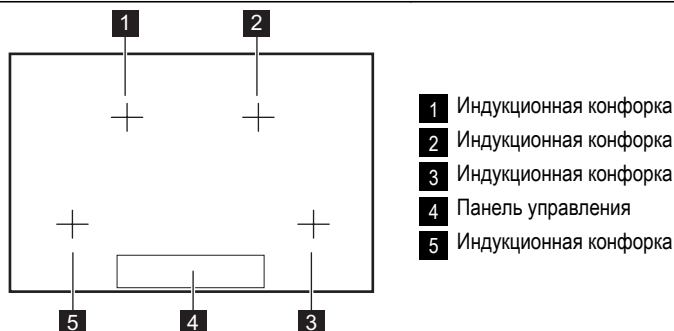 1 2
1 Индукционная конфорка
2 Индукционная конфорка
3 Индукционная конфорка
4 Панель управления
5 Индукционная конфорка
5 4 3